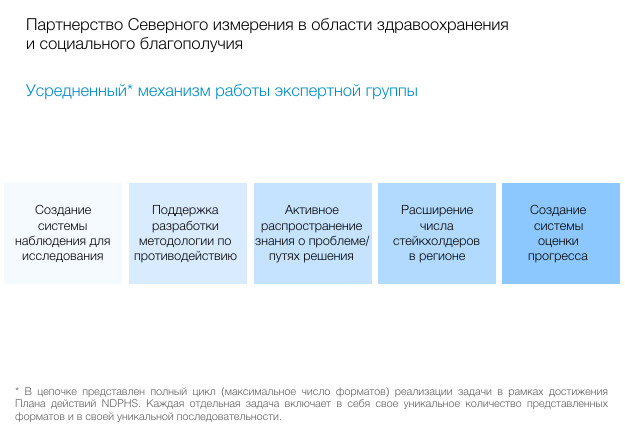 Партнерство Северного измерения в области здравоохранения
и социального благополучия
Усредненный* механизм работы экспертной группы
Создание
системы
наблюдения для
исследования
Поддержка
разработки
методологии по
противодействию
Активное
распространение
знания о проблеме/
путях решения
Расширение
числа
стейкхолдеров
в регионе
Создание
системы
оценки
прогресса
* В цепочке представлен полный цикл (максимальное число форматов) реализации задачи в рамках достижения
Плана действий NDPHS. Каждая отдельная задача включает в себя свое уникальное количество представленных
форматов и в своей уникальной последовательности.